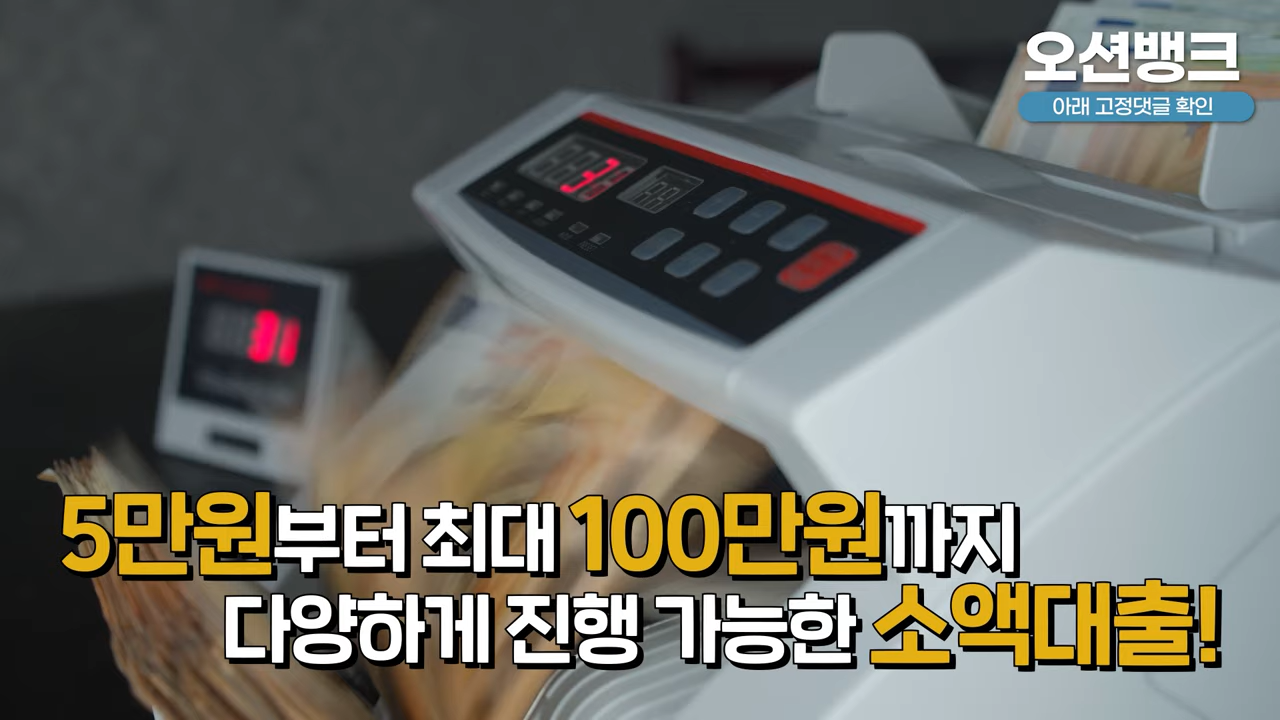 오션뱅크
아래 고정댓글 확인
3
31
5만원부터 최대 100만원까지
다양하게 진행 가능한 소액대출!